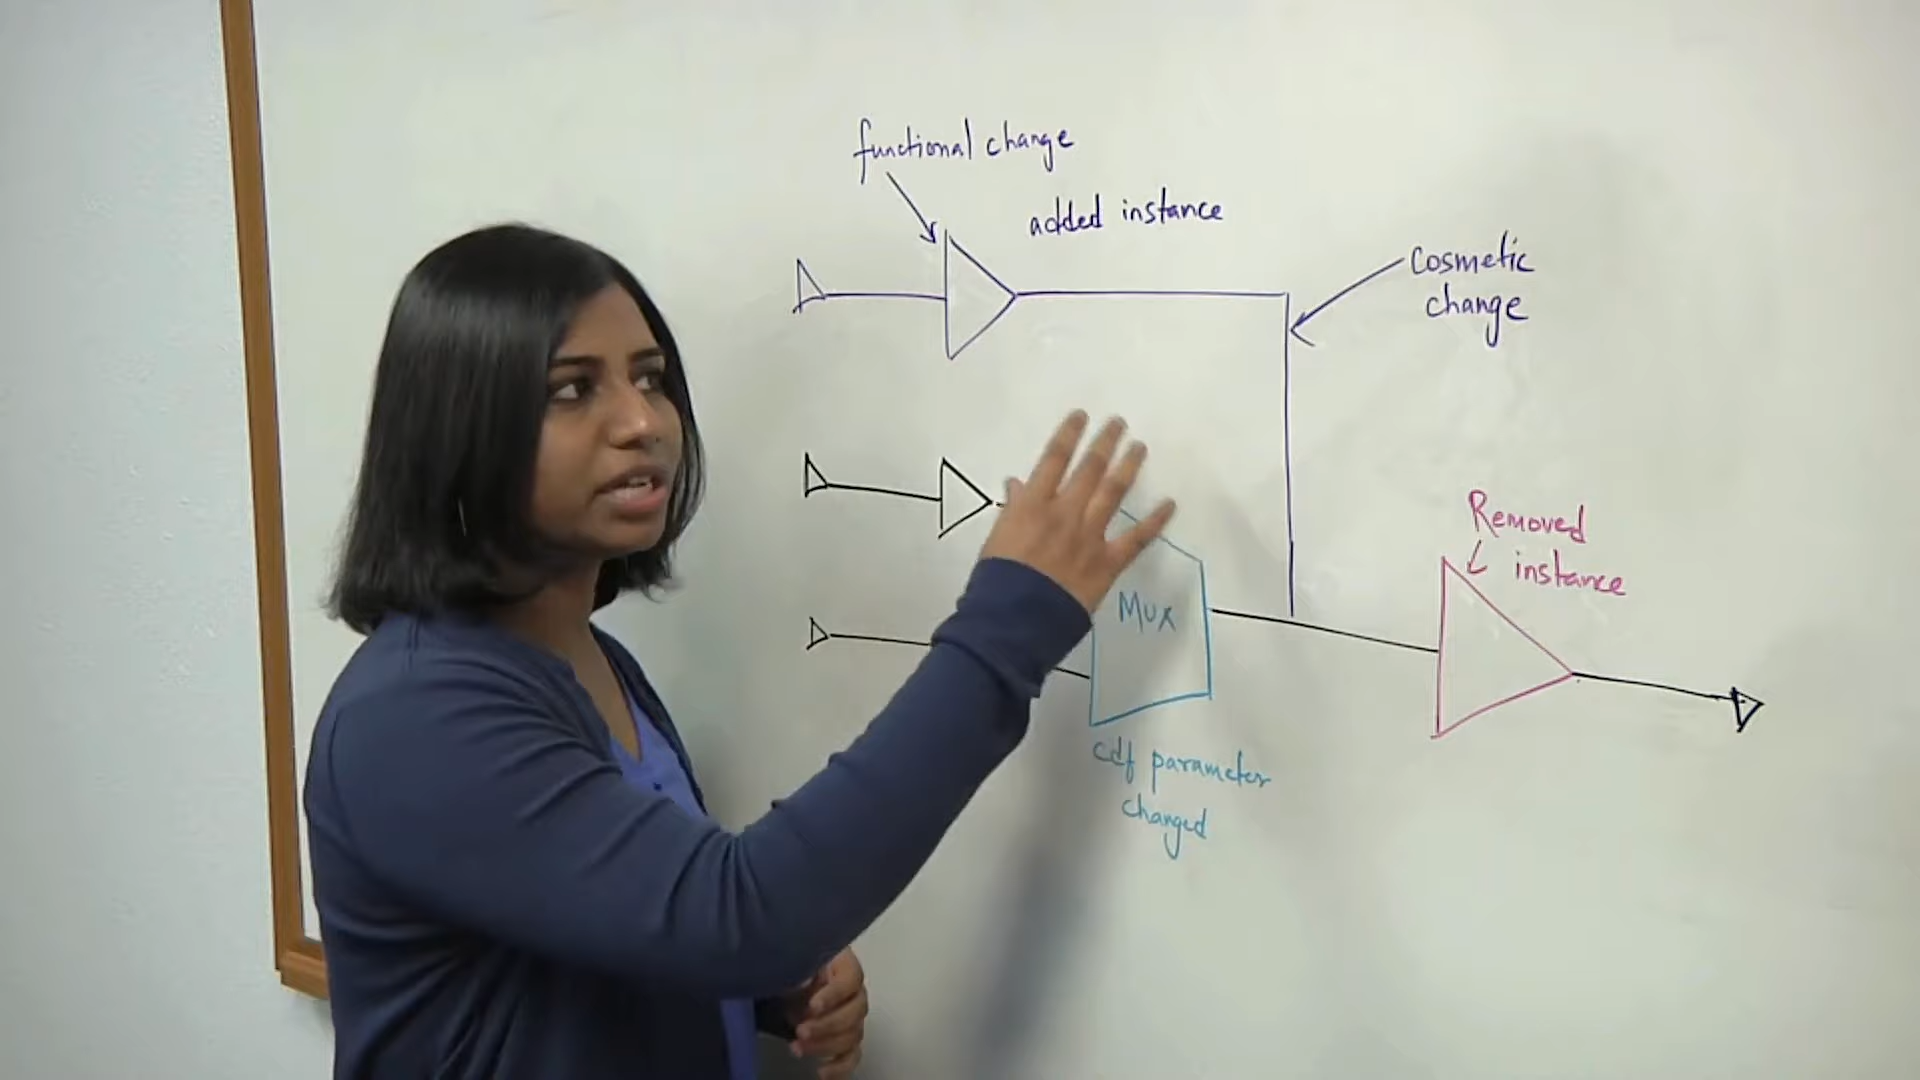 functional change
added instance
Cosmetic
change
Removed
instance
Mux
cdf parameter
changed